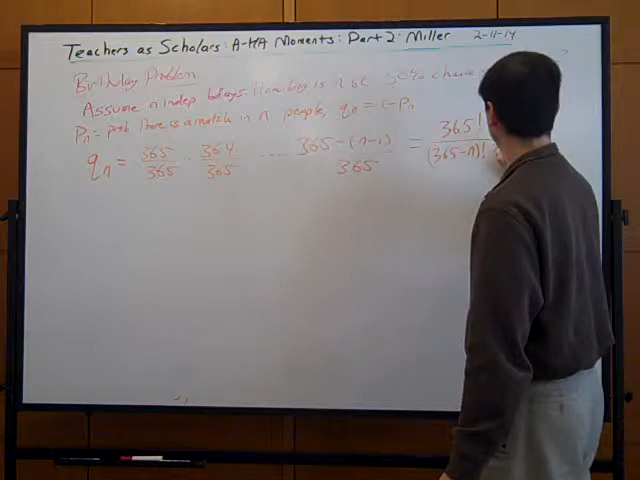 Teachers as Scholars: A-HA Moments: Part 2: Miller 2-11-14
Birthday Problem
Assume n indep bdays. How big is n so 50% chance
Pn = prob there is a match in n people, qn = 1 - Pn
qn = 365/365 · 364/365 ... 365-(n-1)/365 = 365!/(365-n)!